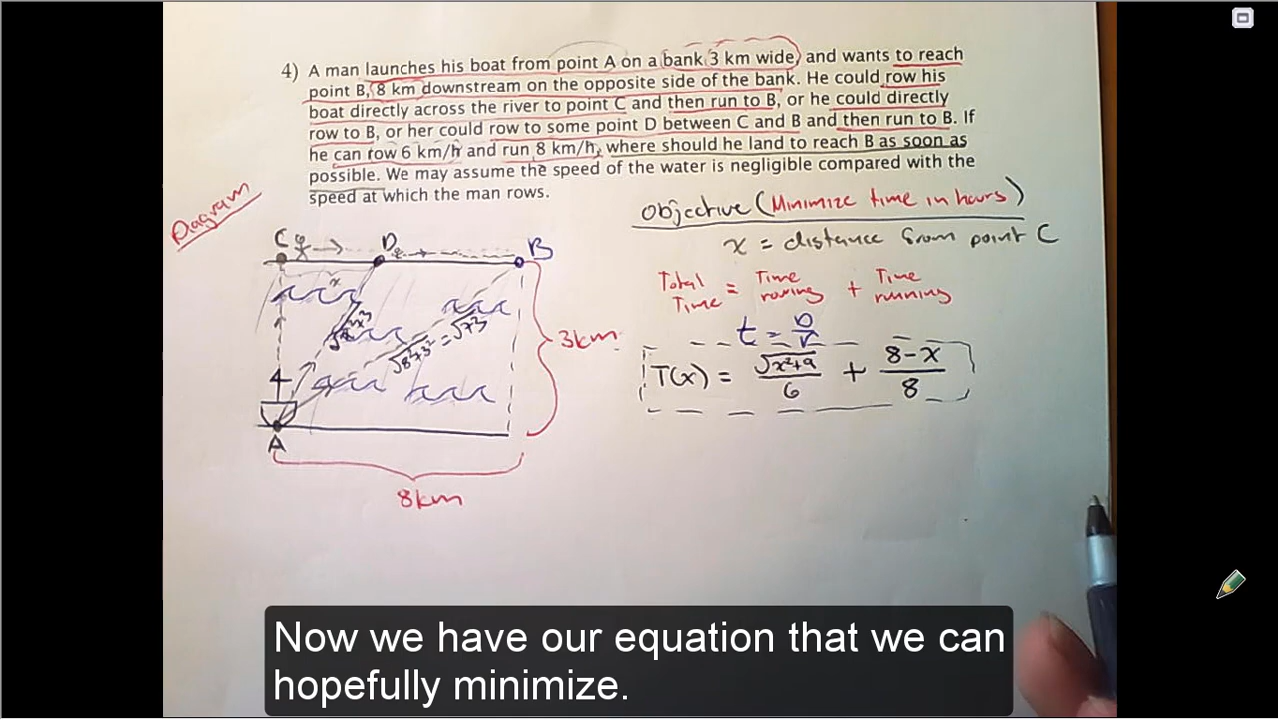 4) A man launches his boat from point A on a bank 3 km wide, and wants to reach
point B, 8 km downstream on the opposite side of the bank. He could row his
boat directly across the river to point C and then run to B, or he could directly
row to B, or her could row to some point D between C and B and then run to B. If
he can row 6 km/h and run 8 km/h, where should he land to reach B as soon as
possible. We may assume the speed of the water is negligible compared with the
speed at which the man rows.
Diagram
Objective (Minimize time in hours)
x = distance from point C
Total Time = Time rowing + Time running
t = D/r
T(x) = √x²+9/6 + 8-x/8
C
D
B
x
√8²+3² = √73
3km
A
8km
Now we have our equation that we can
hopefully minimize.